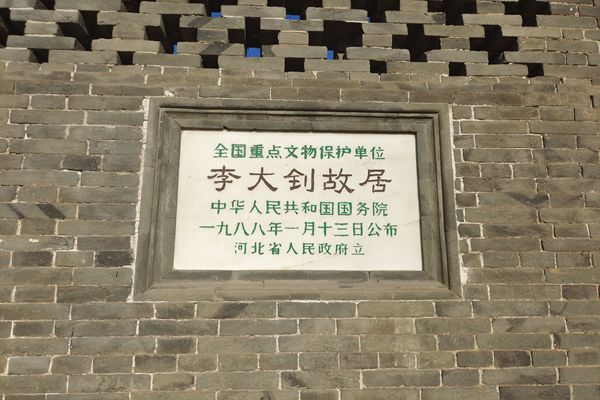 全国重点文物保护单位
李大钊故居
中华人民共和国国务院
一九八八年一月十三日公布
河北省人民政府立